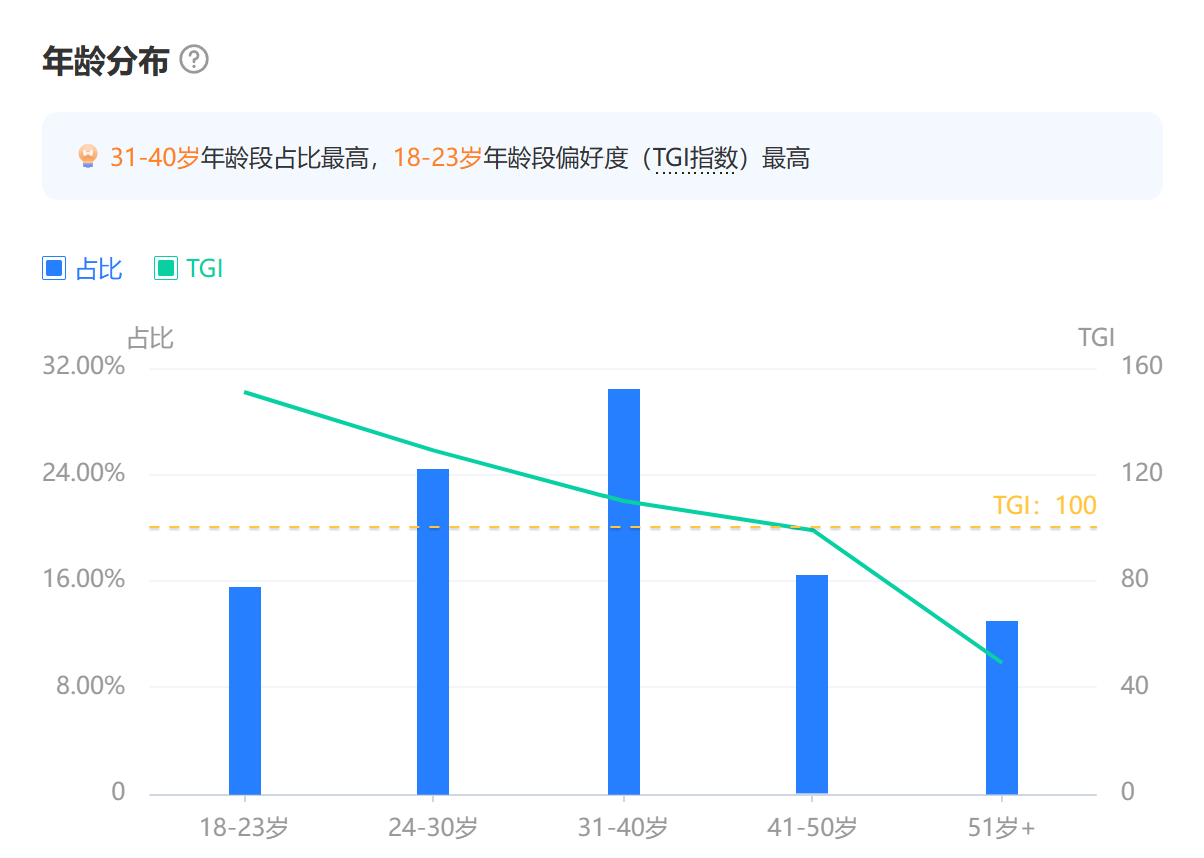 年龄分布 ?
31-40岁年龄段占比最高，18-23岁年龄段偏好度（TGI指数）最高
占比 TGI
占比 TGI
32.00% 160
24.00% 120
TGI：100
16.00% 80
8.00% 40
0 0
18-23岁 24-30岁 31-40岁 41-50岁 51岁+